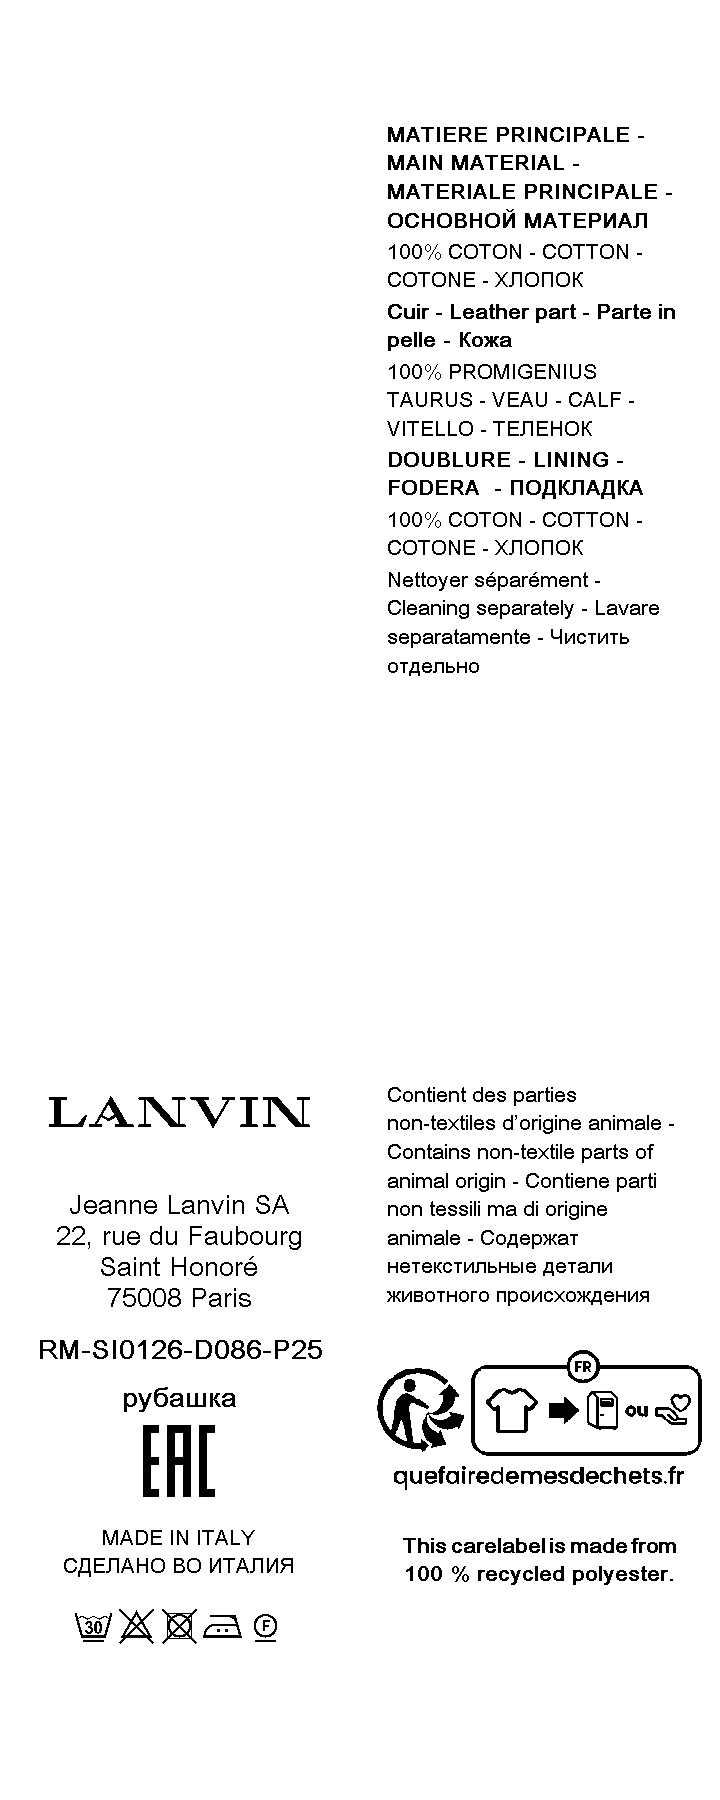 MATIERE PRINCIPALE -
MAIN MATERIAL -
MATERIALE PRINCIPALE -
ОСНОВНОЙ МАТЕРИАЛ
100% COTON - COTTON -
COTONE - ХЛОПОК
Cuir - Leather part - Parte in
pelle - Кожа
100% PROMIGENIUS
TAURUS - VEAU - CALF -
VITELLO - ТЕЛЕНОК
DOUBLURE - LINING -
FODERA - ПОДКЛАДКА
100% COTON - COTTON -
COTONE - ХЛОПОК
Nettoyer séparément -
Cleaning separately - Lavare
separatamente - Чистить
отдельно
LANVIN
Jeanne Lanvin SA
22, rue du Faubourg
Saint Honoré
75008 Paris
RM-SI0126-D086-P25
рубашка
EAC
MADE IN ITALY
СДЕЛАНО ВО ИТАЛИЯ
30
F
Contient des parties
non-textiles d’origine animale -
Contains non-textile parts of
animal origin - Contiene parti
non tessili ma di origine
animale - Содержат
нетекстильные детали
животного происхождения
FR
ou
quefairedemesdechets.fr
This carelabel is made from
100 % recycled polyester.